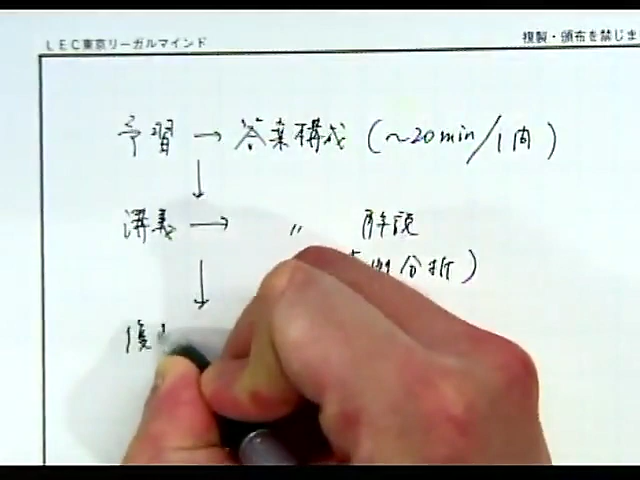 LEC東京リーガルマインド
複製・頒布を禁じま
予習 → 答案構成 (～20min/1問)
↓
講義 → 〃 解説
分析)
↓
復